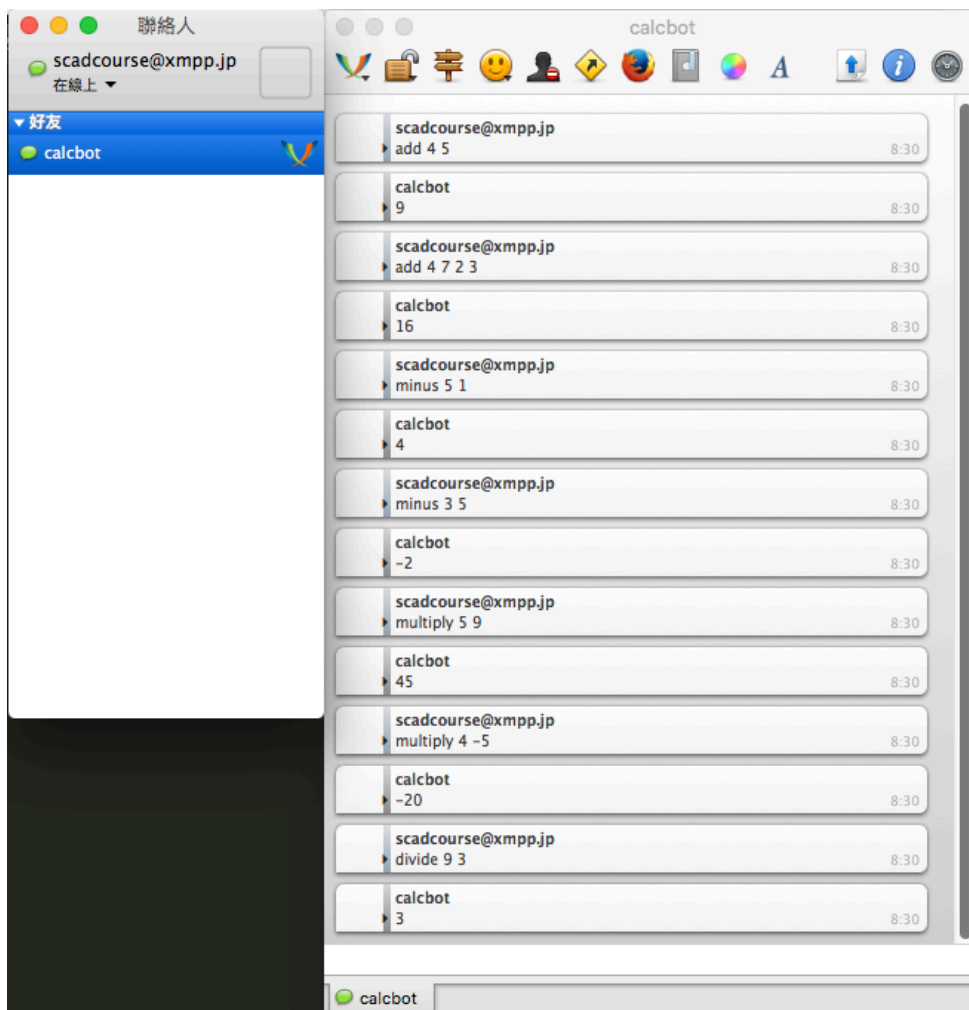 聯絡人
scadcourse@xmpp.jp
在線上
好友
calcbot
calcbot
A
scadcourse@xmpp.jp
add 4 5
8:30
calcbot
9
8:30
scadcourse@xmpp.jp
add 4 7 2 3
8:30
calcbot
16
8:30
scadcourse@xmpp.jp
minus 5 1
8:30
calcbot
4
8:30
scadcourse@xmpp.jp
minus 3 5
8:30
calcbot
-2
8:30
scadcourse@xmpp.jp
multiply 5 9
8:30
calcbot
45
8:30
scadcourse@xmpp.jp
multiply 4 -5
8:30
calcbot
-20
8:30
scadcourse@xmpp.jp
divide 9 3
8:30
calcbot
3
8:30
calcbot